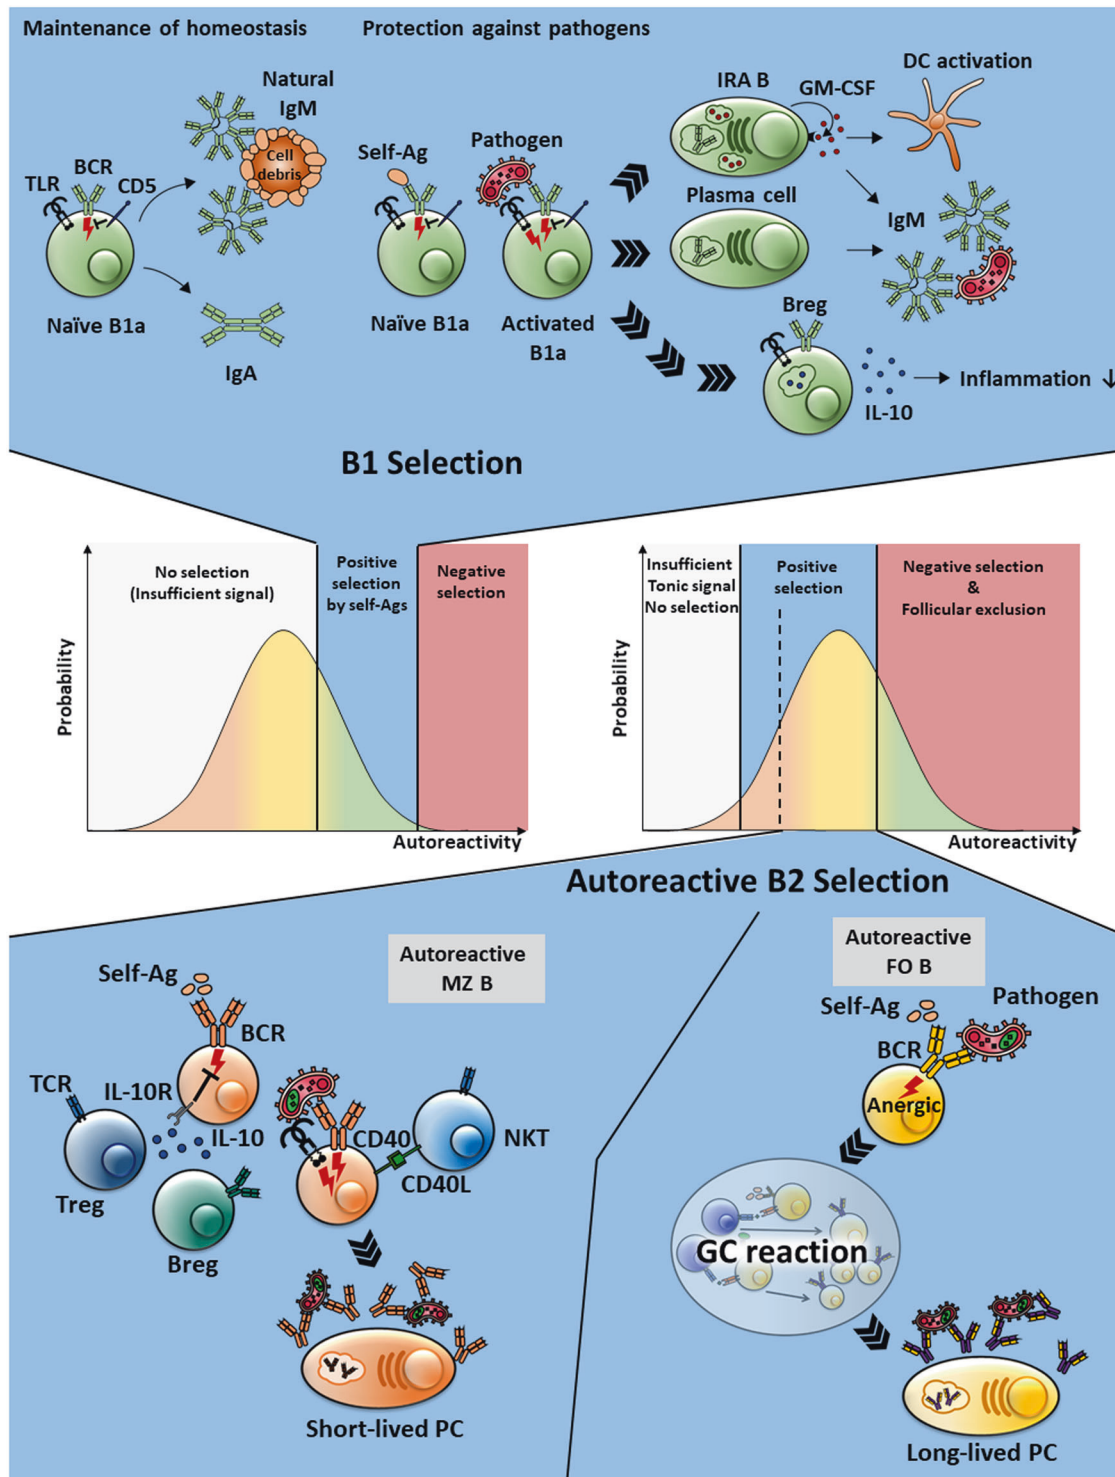 Maintenance of homeostasis
Protection against pathogens
Natural
IgM
Cell
debris
TLR
BCR
CD5
Naïve B1a
IgA
Self-Ag
Pathogen
Naïve B1a
Activated
B1a
IRA B
GM-CSF
DC activation
Plasma cell
IgM
Breg
IL-10
Inflammation ↓
B1 Selection
Probability
No selection
(Insufficient signal)
Positive
selection
by self-Ags
Negative
selection
Autoreactivity
Probability
Insufficient
Tonic signal
No selection
Positive
selection
Negative selection
&
Follicular exclusion
Autoreactivity
Autoreactive B2 Selection
Autoreactive
MZ B
Self-Ag
BCR
TCR
IL-10R
IL-10
Treg
Breg
CD40
CD40L
NKT
Short-lived PC
Autoreactive
FO B
Self-Ag
Pathogen
BCR
Anergic
GC reaction
Long-lived PC